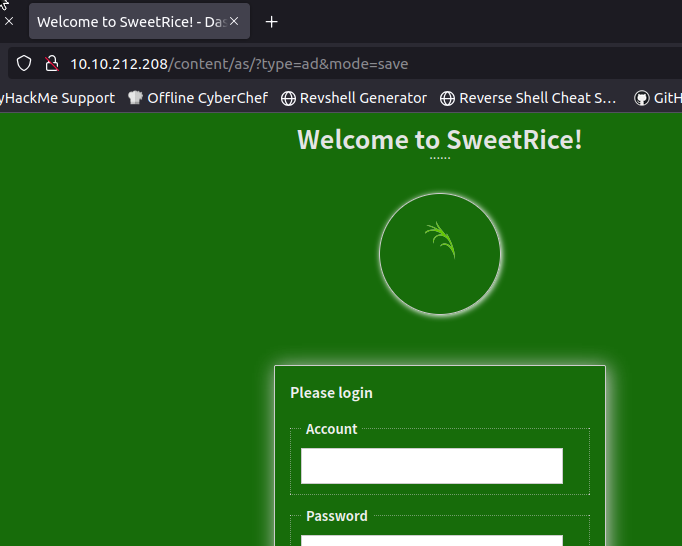 Welcome to SweetRice! - Das
10.10.212.208/content/as/?type=ad&mode=save
yHackMe Support Offline CyberChef Revshell Generator Reverse Shell Cheat S... GitH
Welcome to SweetRice!
......
Please login
Account
Password